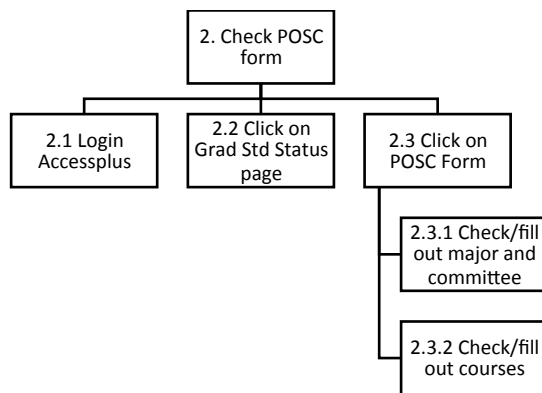 2. Check POSC
form
2.1 Login
Accessplus
2.2 Click on
Grad Std Status
page
2.3 Click on
POSC Form
2.3.1 Check/fill
out major and
committee
2.3.2 Check/fill
out courses